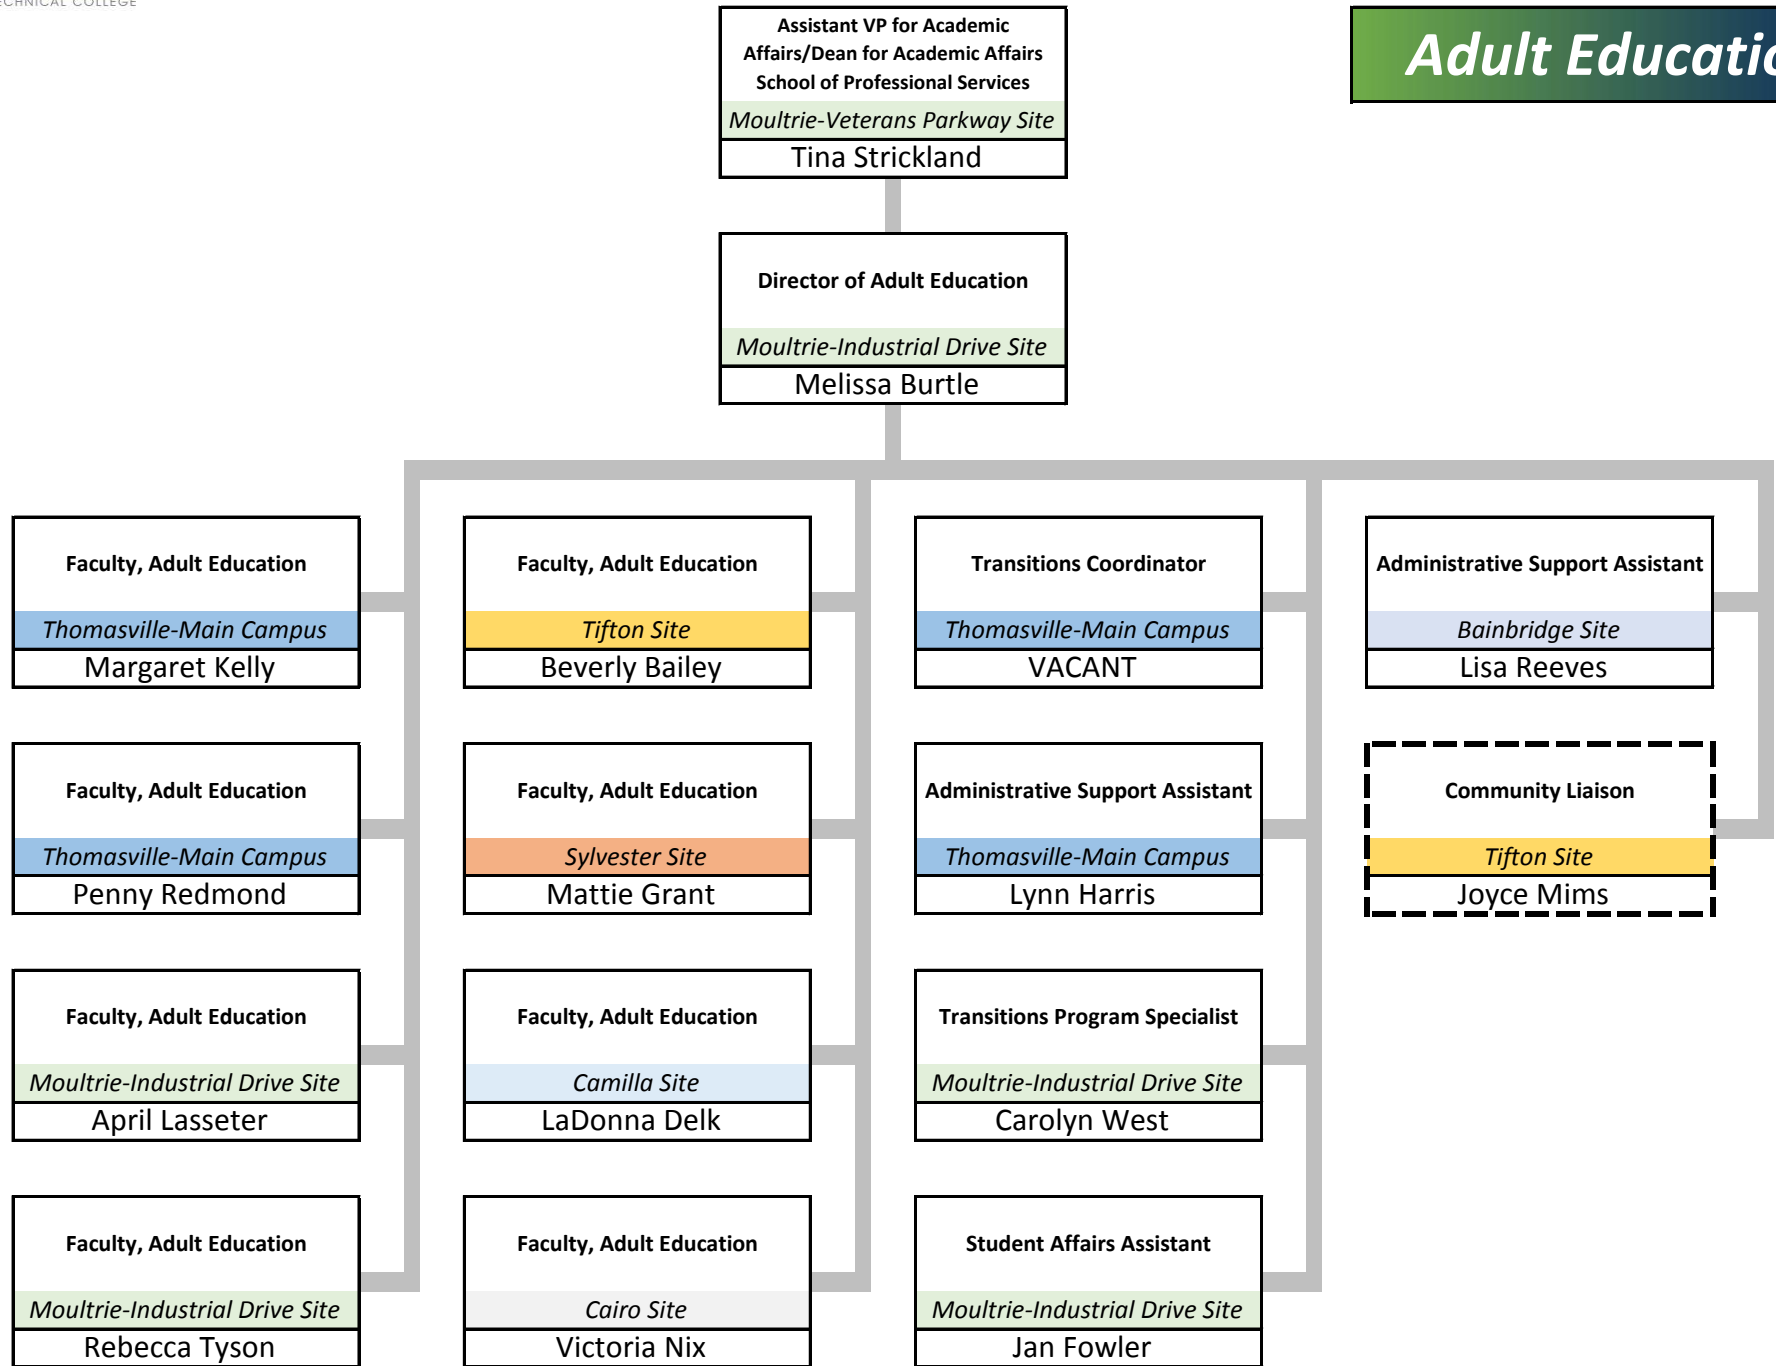 TECHNICAL COLLEGE
Assistant VP for Academic
Affairs/Dean for Academic Affairs
School of Professional Services
Moultrie-Veterans Parkway Site
Tina Strickland
Adult Educatio
Director of Adult Education
Moultrie-Industrial Drive Site
Melissa Burtle
Faculty, Adult Education
Thomasville-Main Campus
Margaret Kelly
Faculty, Adult Education
Tifton Site
Beverly Bailey
Transitions Coordinator
Thomasville-Main Campus
VACANT
Administrative Support Assistant
Bainbridge Site
Lisa Reeves
Faculty, Adult Education
Thomasville-Main Campus
Penny Redmond
Faculty, Adult Education
Sylvester Site
Mattie Grant
Administrative Support Assistant
Thomasville-Main Campus
Lynn Harris
Community Liaison
Tifton Site
Joyce Mims
Faculty, Adult Education
Moultrie-Industrial Drive Site
April Lasseter
Faculty, Adult Education
Camilla Site
LaDonna Delk
Transitions Program Specialist
Moultrie-Industrial Drive Site
Carolyn West
Faculty, Adult Education
Moultrie-Industrial Drive Site
Rebecca Tyson
Faculty, Adult Education
Cairo Site
Victoria Nix
Student Affairs Assistant
Moultrie-Industrial Drive Site
Jan Fowler